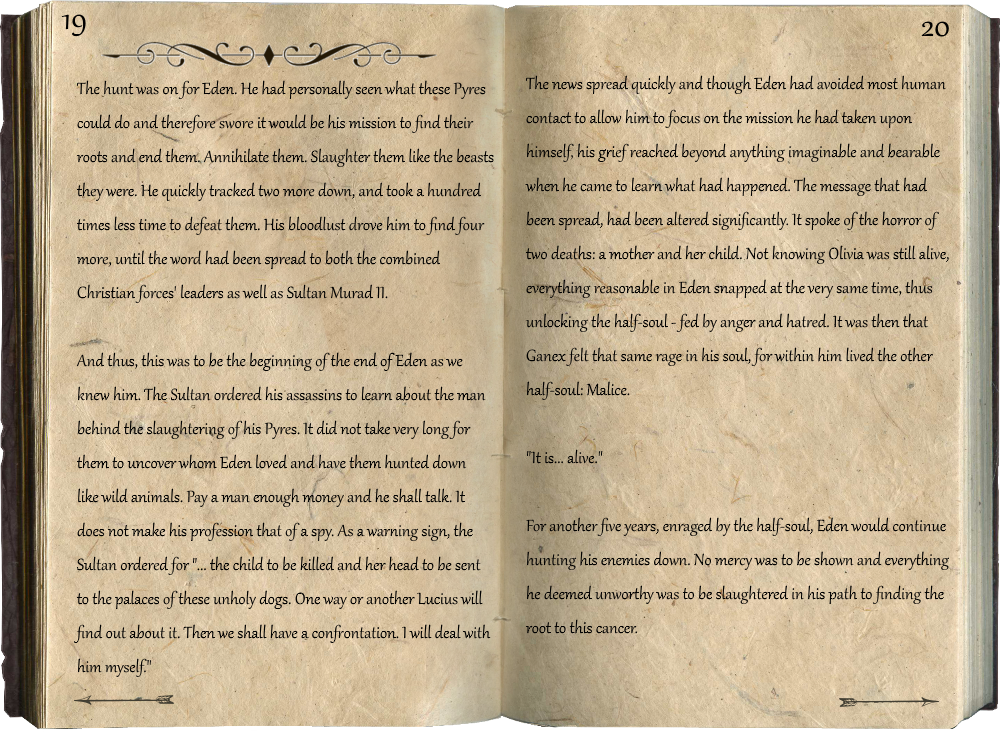 19
The hunt was on for Eden. He had personally seen what these Pyres
could do and therefore swore it would be his mission to find their
roots and end them. Annihilate them. Slaughter them like the beasts
they were. He quickly tracked two more down, and took a hundred
times less time to defeat them. His bloodlust drove him to find four
more, until the word had been spread to both the combined
Christian forces' leaders as well as Sultan Murad II.
And thus, this was to be the beginning of the end of Eden as we
knew him. The Sultan ordered his assassins to learn about the man
behind the slaughtering of his Pyres. It did not take very long for
them to uncover whom Eden loved and have them hunted down
like wild animals. Pay a man enough money and he shall talk. It
does not make his profession that of a spy. As a warning sign, the
Sultan ordered for "... the child to be killed and her head to be sent
to the palaces of these unholy dogs. One way or another Lucius will
find out about it. Then we shall have a confrontation. I will deal with
him myself."
20
The news spread quickly and though Eden had avoided most human
contact to allow him to focus on the mission he had taken upon
himself, his grief reached beyond anything imaginable and bearable
when he came to learn what had happened. The message that had
been spread, had been altered significantly. It spoke of the horror of
two deaths: a mother and her child. Not knowing Olivia was still alive,
everything reasonable in Eden snapped at the very same time, thus
unlocking the half-soul - fed by anger and hatred. It was then that
Ganex felt that same rage in his soul, for within him lived the other
half-soul: Malice.
"It is... alive."
For another five years, enraged by the half-soul, Eden would continue
hunting his enemies down. No mercy was to be shown and everything
he deemed unworthy was to be slaughtered in his path to finding the
root to this cancer.